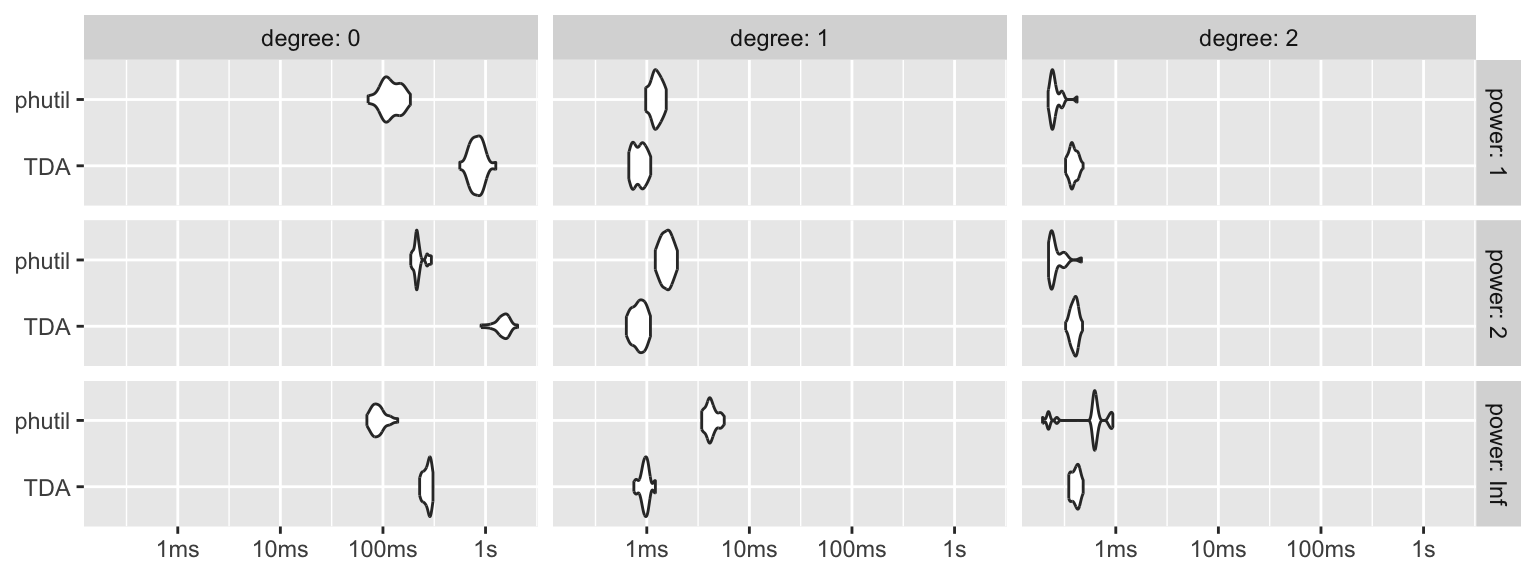 degree: 0
degree: 1
degree: 2
phutil
TDA
power: 1
phutil
TDA
power: 2
phutil
TDA
power: Inf
1ms 10ms 100ms 1s
1ms 10ms 100ms 1s
1ms 10ms 100ms 1s